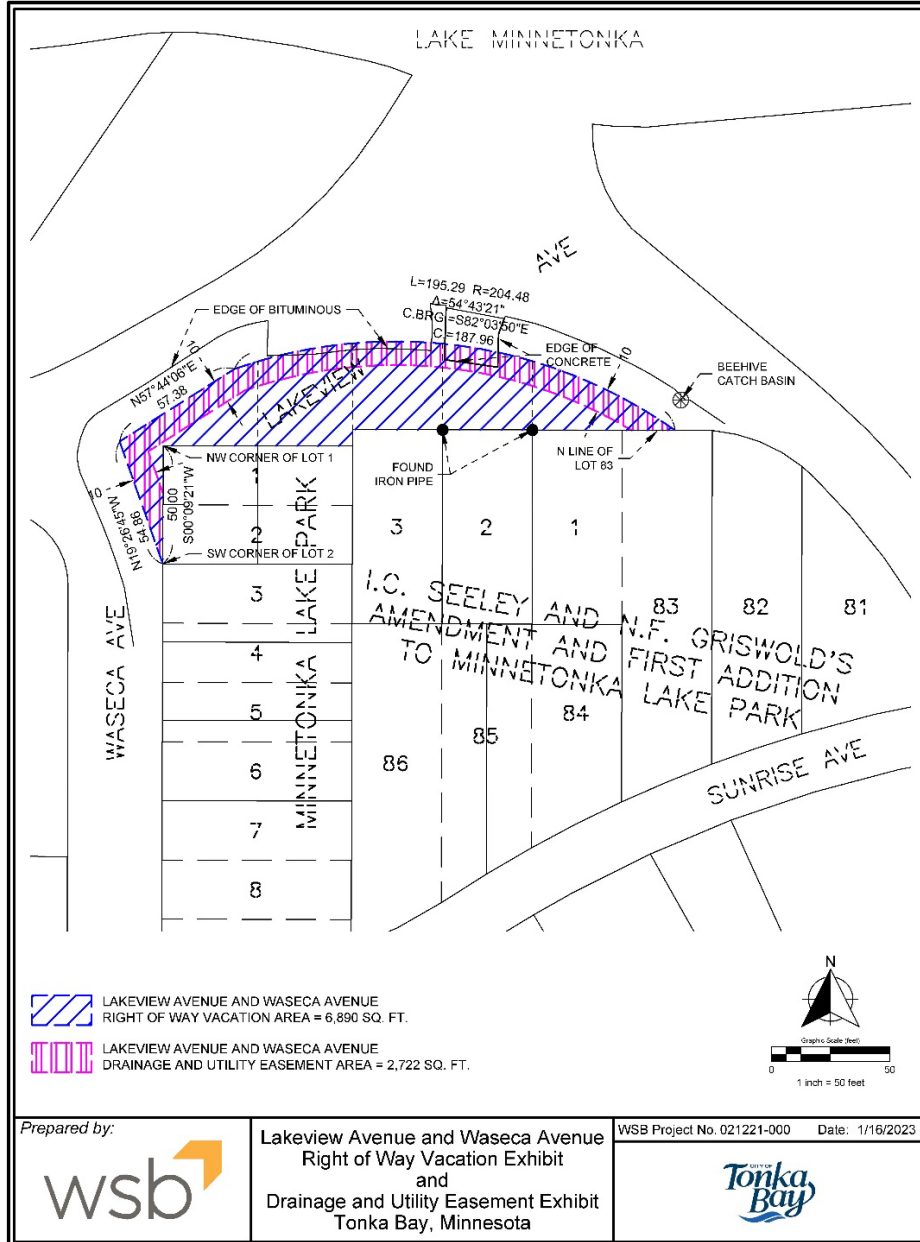 LAKE MINNETONKA
AVE
L=195.29 R=204.48
Δ=54°43'21"
C.BRG.=S82°03'50"E
C.=187.96
EDGE OF BITUMINOUS
10
N57°44'06"E
57.38
LAKEVIEW
EDGE OF
CONCRETE
10
BEEHIVE
CATCH BASIN
NW CORNER OF LOT 1
FOUND
IRON PIPE
N LINE OF
LOT 83
10
N19°26'45"W
54.86
50.00
S00°09'21"W
SW CORNER OF LOT 2
1
2
3
4
5
6
7
8
MINNETONKA LAKE PARK
WASECA AVE
3
2
1
83
82
81
I.C. SEELEY AND N.F. GRISWOLD'S
AMENDMENT AND FIRST ADDITION
TO MINNETONKA LAKE PARK
86
85
84
SUNRISE AVE
LAKEVIEW AVENUE AND WASECA AVENUE
RIGHT OF WAY VACATION AREA = 6,890 SQ. FT.
LAKEVIEW AVENUE AND WASECA AVENUE
DRAINAGE AND UTILITY EASEMENT AREA = 2,722 SQ. FT.
N
Graphic Scale (feet)
0 50
1 inch = 50 feet
Prepared by:
wsb
Lakeview Avenue and Waseca Avenue
Right of Way Vacation Exhibit
and
Drainage and Utility Easement Exhibit
Tonka Bay, Minnesota
WSB Project No. 021221-000 Date: 1/16/2023
CITY OF
Tonka
Bay